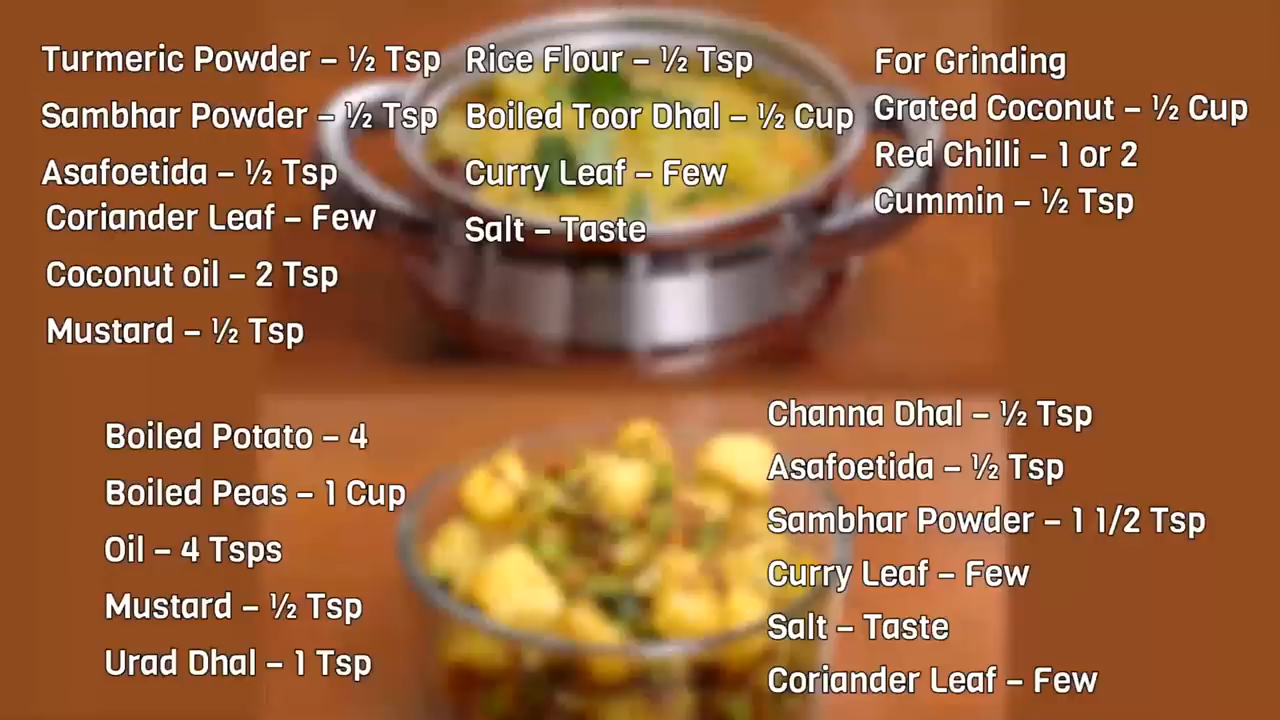 Turmeric Powder – ½ Tsp
Sambhar Powder – ½ Tsp
Asafoetida – ½ Tsp
Coriander Leaf – Few
Coconut oil – 2 Tsp
Mustard – ½ Tsp
Rice Flour – ½ Tsp
Boiled Toor Dhal – ½ Cup
Curry Leaf – Few
Salt – Taste
For Grinding
Grated Coconut – ½ Cup
Red Chilli – 1 or 2
Cummin – ½ Tsp
Boiled Potato – 4
Boiled Peas – 1 Cup
Oil – 4 Tsps
Mustard – ½ Tsp
Urad Dhal – 1 Tsp
Channa Dhal – ½ Tsp
Asafoetida – ½ Tsp
Sambhar Powder – 1 1/2 Tsp
Curry Leaf – Few
Salt – Taste
Coriander Leaf – Few